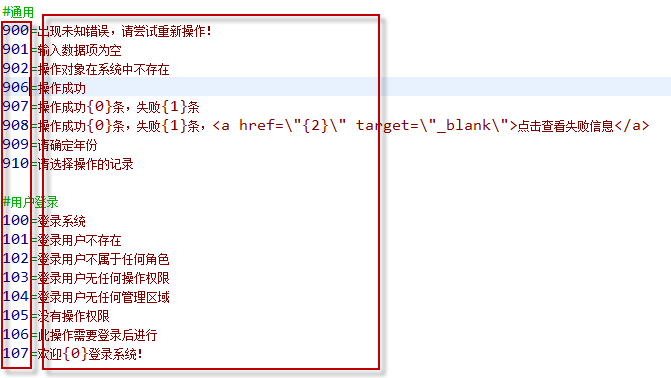 #通用
900=出现未知错误，请尝试重新操作！
901=输入数据项为空
902=操作对象在系统中不存在
906=操作成功
907=操作成功{0}条，失败{1}条
908=操作成功{0}条，失败{1}条，<a href=\"{2}\" target=\"_blank\">点击查看失败信息</a>
909=请确定年份
910=请选择操作的记录
#用户登录
100=登录系统
101=登录用户不存在
102=登录用户不属于任何角色
103=登录用户无任何操作权限
104=登录用户无任何管理区域
105=没有操作权限
106=此操作需要登录后进行
107=欢迎{0}登录系统！